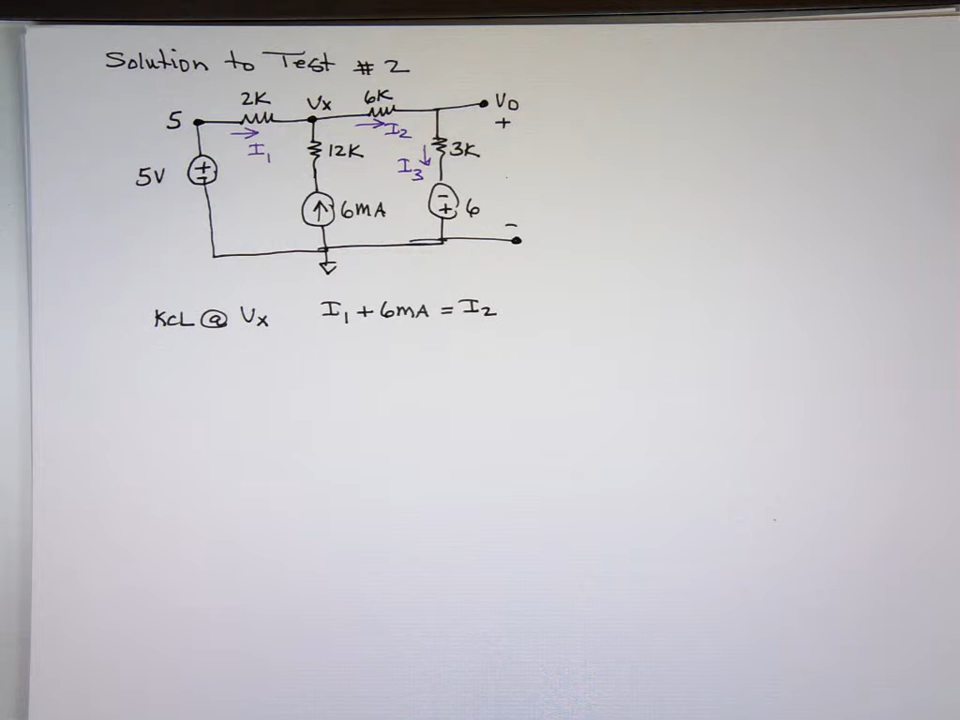 Solution to Test # 2
2K Vx 6K Vo
5 +
I1 I2
12K I3 3K
5V + - 6mA - + 6
-
KCL @ Vx I1 + 6mA = I2